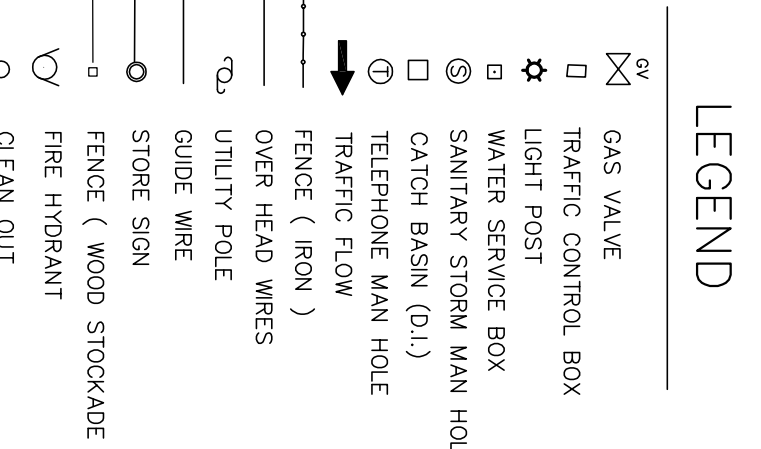 LEGEND
GV
GAS VALVE
TRAFFIC CONTROL BOX
LIGHT POST
WATER SERVICE BOX
S SANITARY STORM MAN HOL
CATCH BASIN (D.I.)
T TELEPHONE MAN HOLE
TRAFFIC FLOW
FENCE ( IRON )
OVER HEAD WIRES
UTILITY POLE
GUIDE WIRE
STORE SIGN
FENCE ( WOOD STOCKADE
FIRE HYDRANT
CLEAN OUT